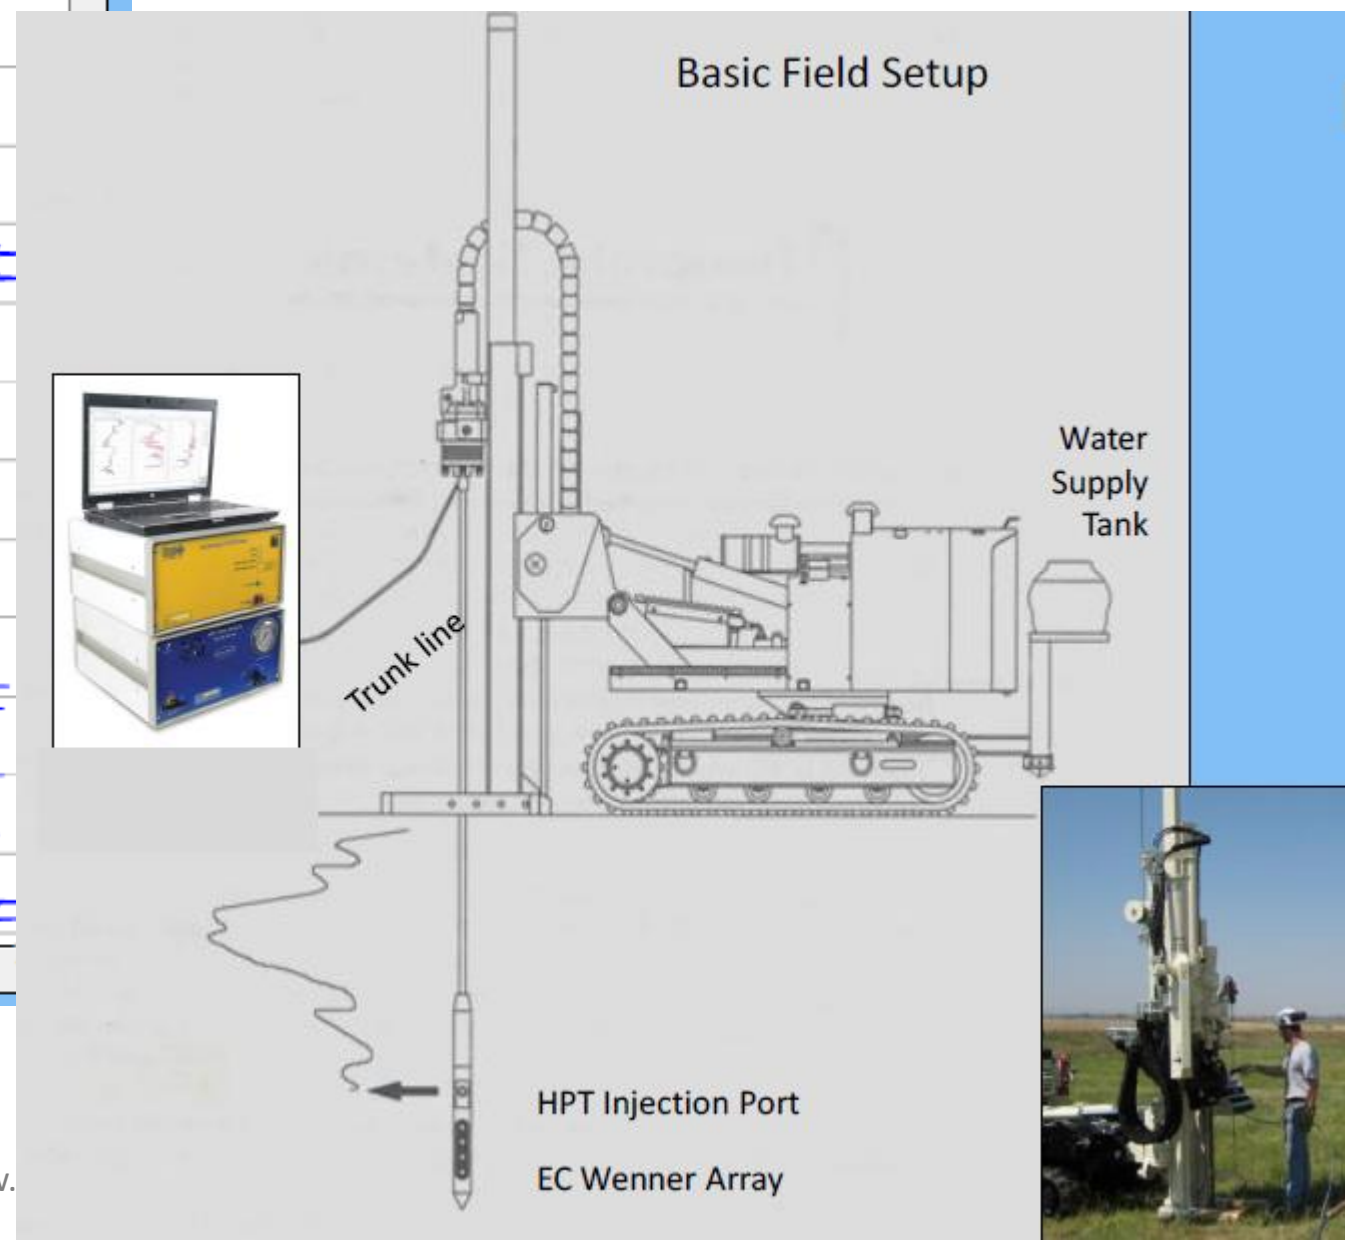 Basic Field Setup
Water
Supply
Tank
Trunk line
HPT Injection Port
EC Wenner Array
w.